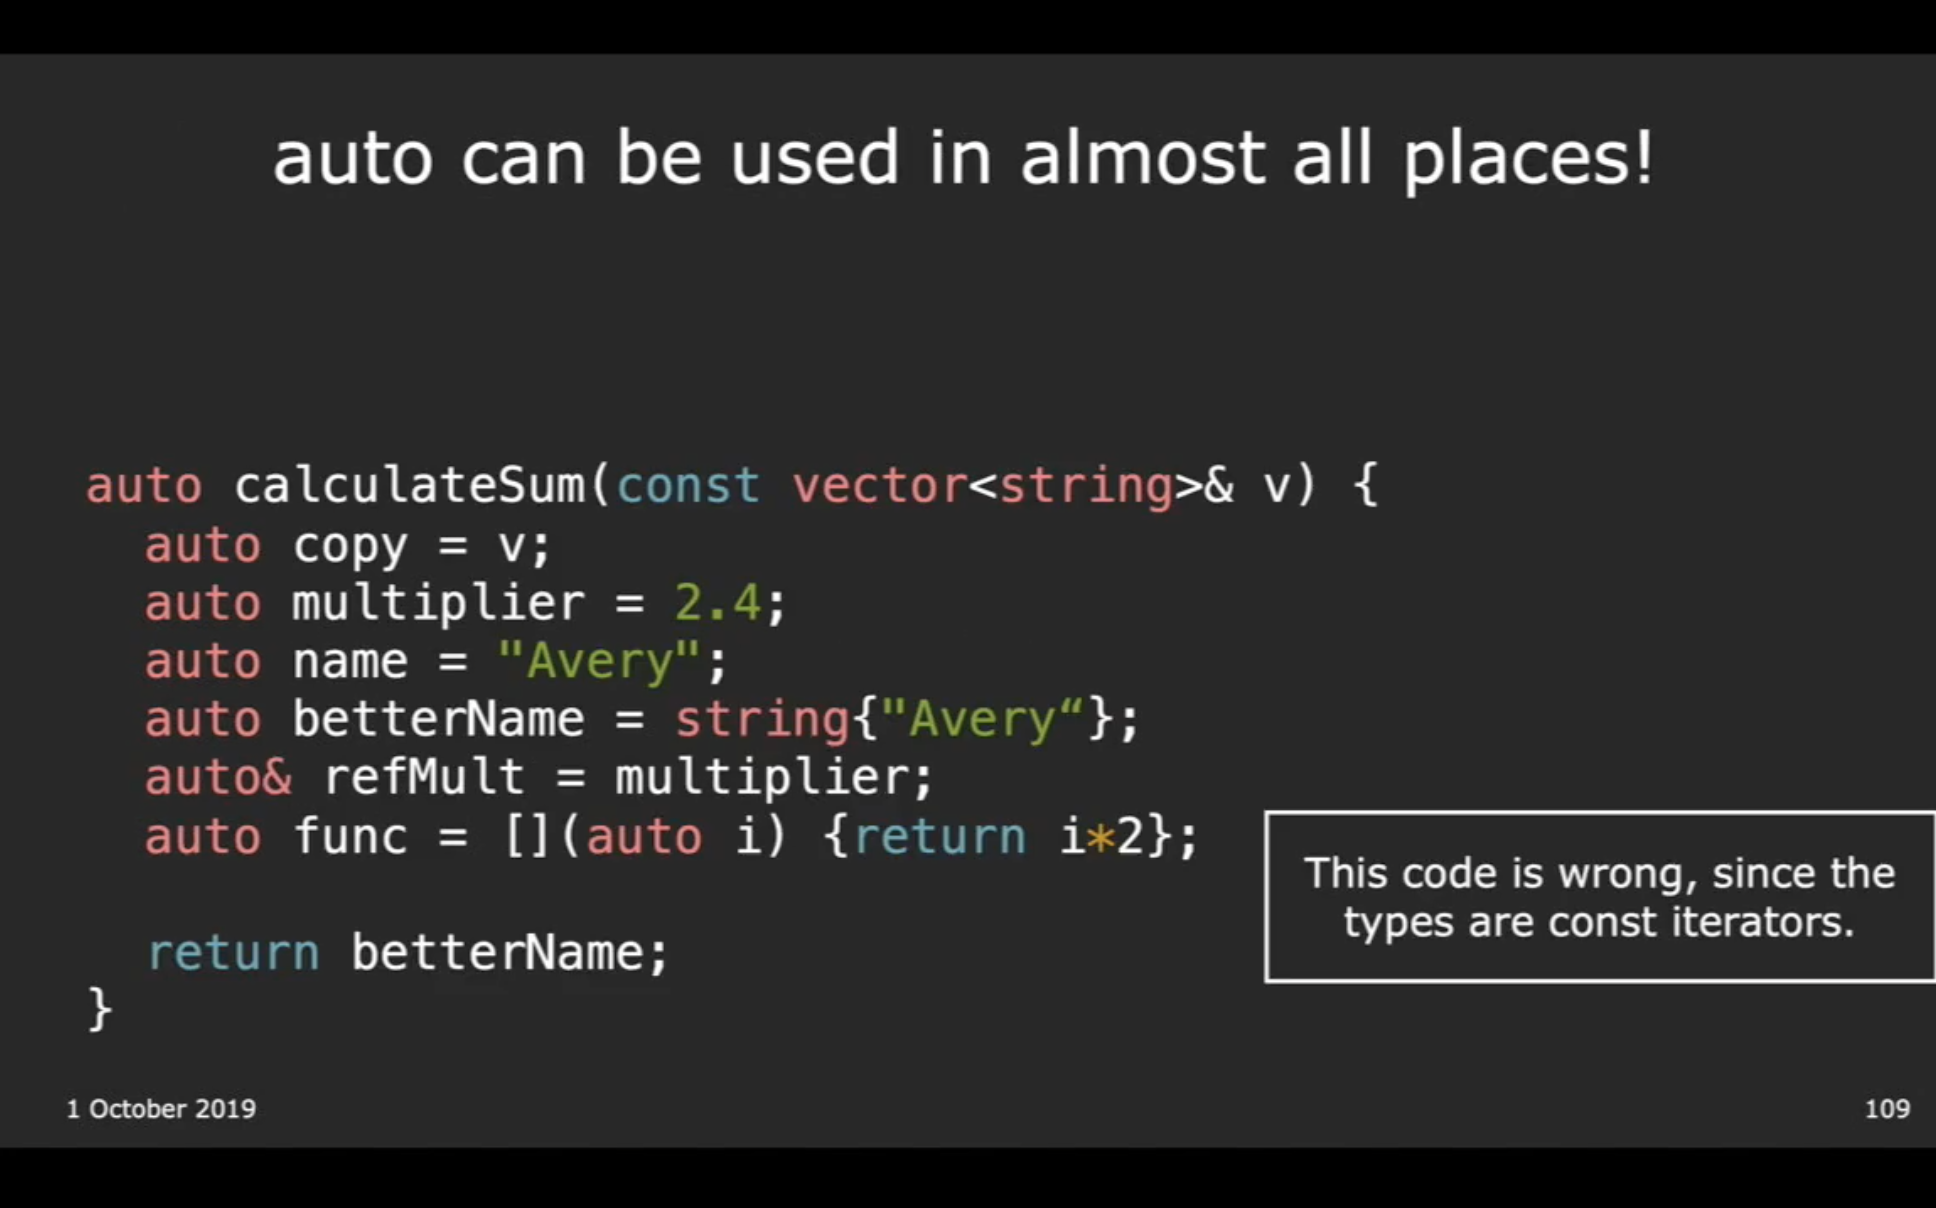 auto can be used in almost all places!
auto calculateSum(const vector<string>& v) {
auto copy = v;
auto multiplier = 2.4;
auto name = "Avery";
auto betterName = string{"Avery“};
auto& refMult = multiplier;
auto func = [](auto i) {return i*2};
return betterName;
}
This code is wrong, since the
types are const iterators.
1 October 2019
109